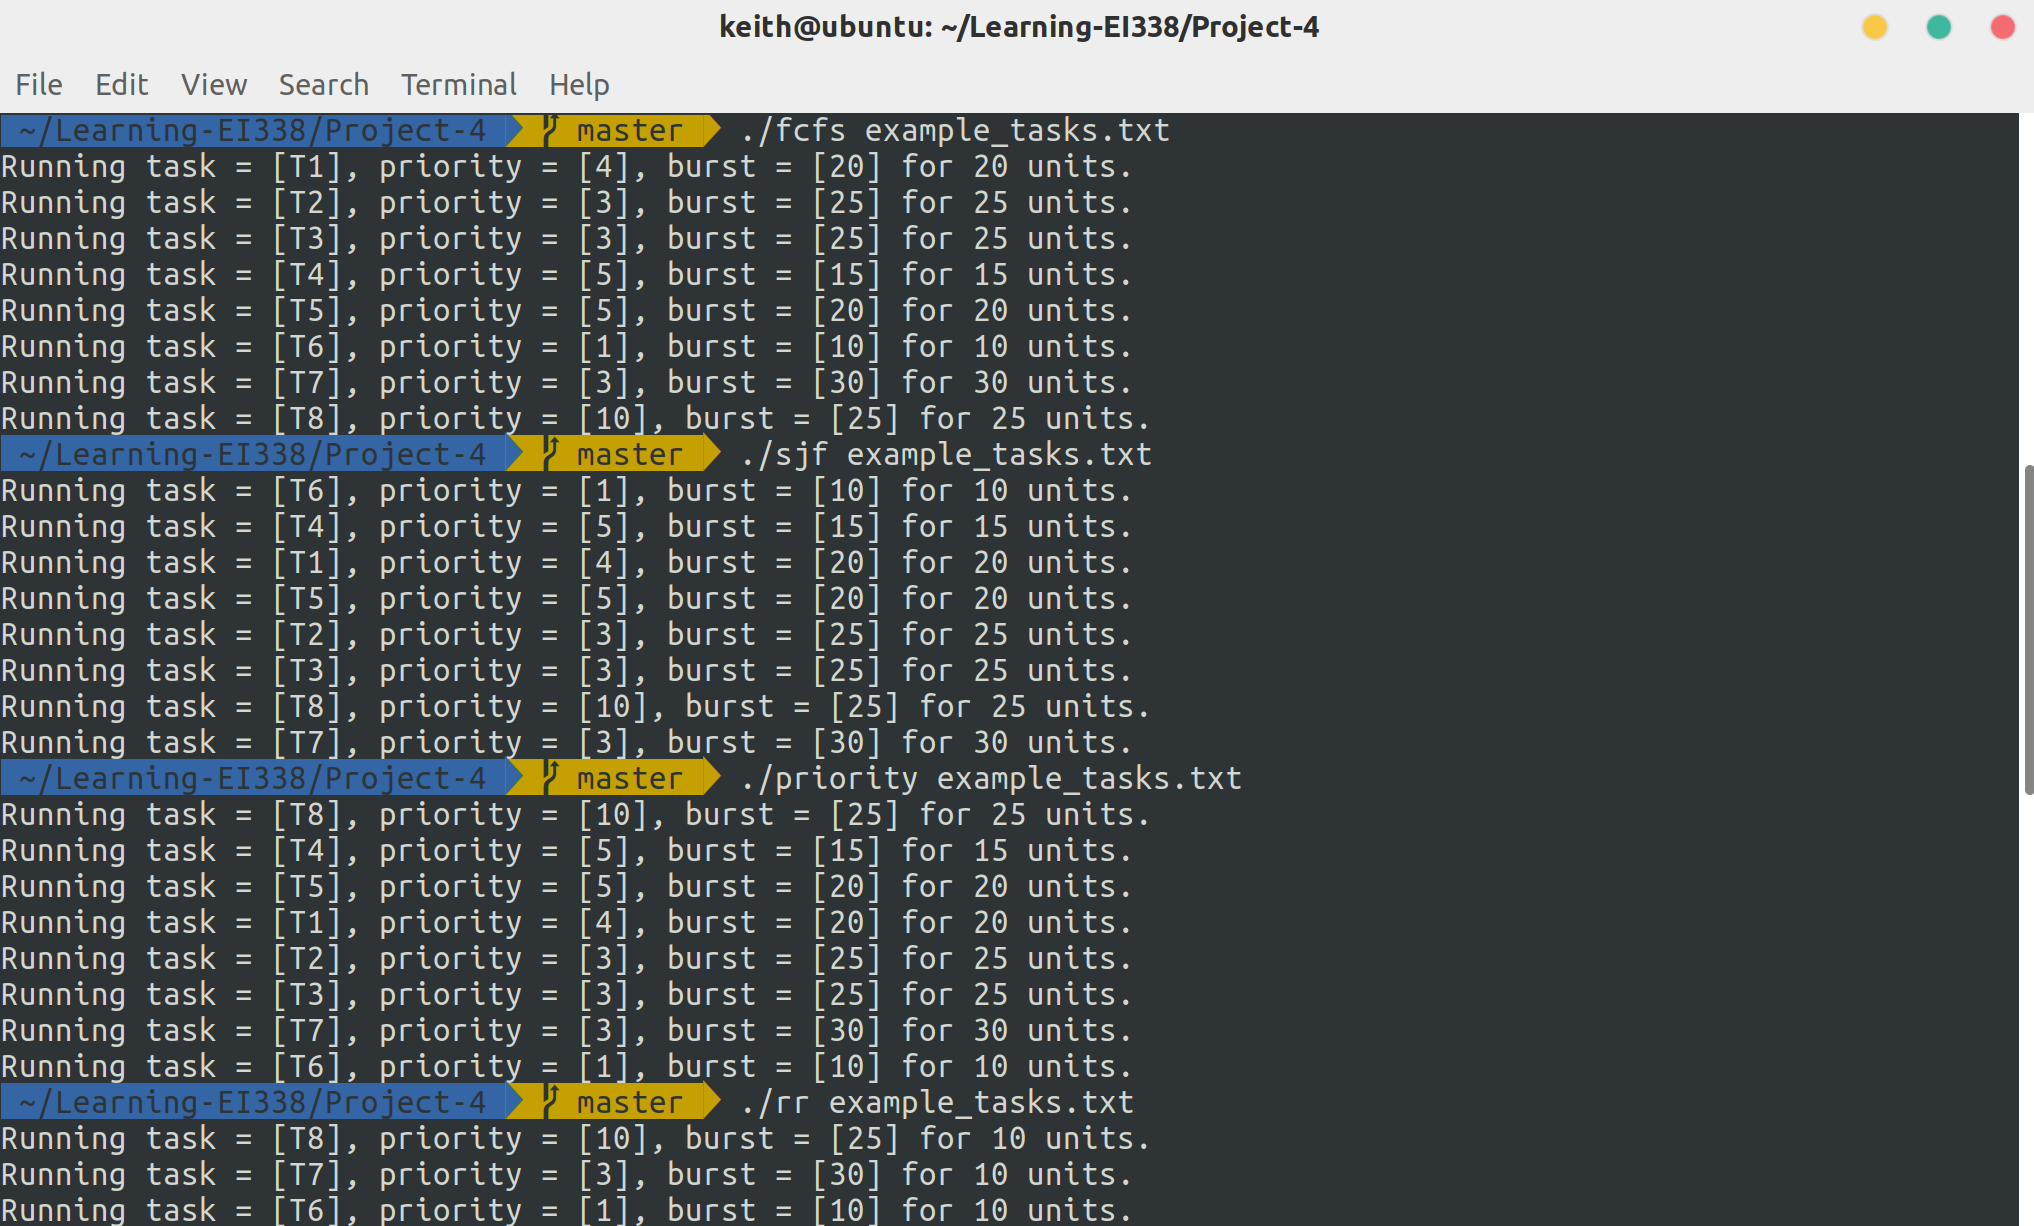 keith@ubuntu: ~/Learning-EI338/Project-4
File Edit View Search Terminal Help
~/Learning-EI338/Project-4 master ./fcfs example_tasks.txt
Running task = [T1], priority = [4], burst = [20] for 20 units.
Running task = [T2], priority = [3], burst = [25] for 25 units.
Running task = [T3], priority = [3], burst = [25] for 25 units.
Running task = [T4], priority = [5], burst = [15] for 15 units.
Running task = [T5], priority = [5], burst = [20] for 20 units.
Running task = [T6], priority = [1], burst = [10] for 10 units.
Running task = [T7], priority = [3], burst = [30] for 30 units.
Running task = [T8], priority = [10], burst = [25] for 25 units.
~/Learning-EI338/Project-4 master ./sjf example_tasks.txt
Running task = [T6], priority = [1], burst = [10] for 10 units.
Running task = [T4], priority = [5], burst = [15] for 15 units.
Running task = [T1], priority = [4], burst = [20] for 20 units.
Running task = [T5], priority = [5], burst = [20] for 20 units.
Running task = [T2], priority = [3], burst = [25] for 25 units.
Running task = [T3], priority = [3], burst = [25] for 25 units.
Running task = [T8], priority = [10], burst = [25] for 25 units.
Running task = [T7], priority = [3], burst = [30] for 30 units.
~/Learning-EI338/Project-4 master ./priority example_tasks.txt
Running task = [T8], priority = [10], burst = [25] for 25 units.
Running task = [T4], priority = [5], burst = [15] for 15 units.
Running task = [T5], priority = [5], burst = [20] for 20 units.
Running task = [T1], priority = [4], burst = [20] for 20 units.
Running task = [T2], priority = [3], burst = [25] for 25 units.
Running task = [T3], priority = [3], burst = [25] for 25 units.
Running task = [T7], priority = [3], burst = [30] for 30 units.
Running task = [T6], priority = [1], burst = [10] for 10 units.
~/Learning-EI338/Project-4 master ./rr example_tasks.txt
Running task = [T8], priority = [10], burst = [25] for 10 units.
Running task = [T7], priority = [3], burst = [30] for 10 units.
Running task = [T6], priority = [1], burst = [10] for 10 units.